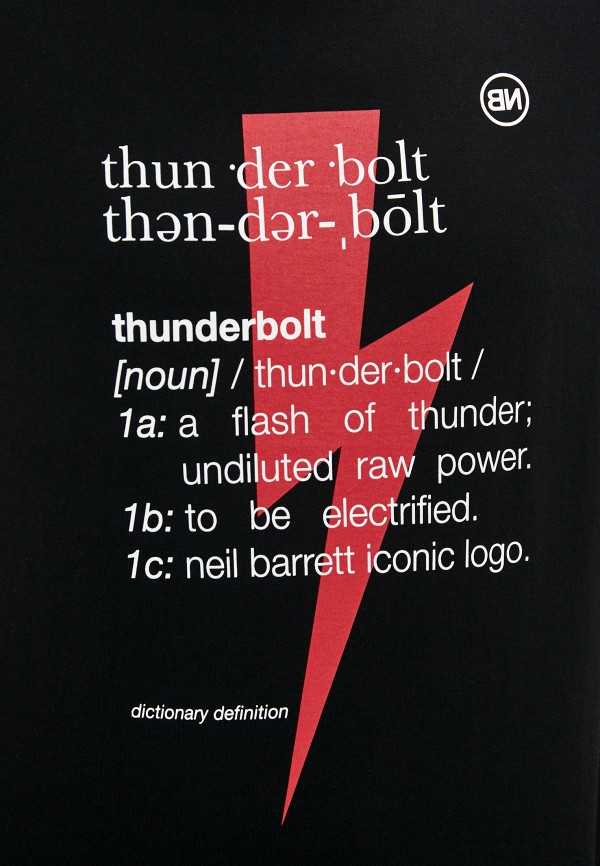 NB
thun ·der ·bolt
thən-dər-ˌbōlt
thunderbolt
[noun] / thun·der·bolt /
1a: a flash of thunder;
undiluted raw power.
1b: to be electrified.
1c: neil barrett iconic logo.
dictionary definition